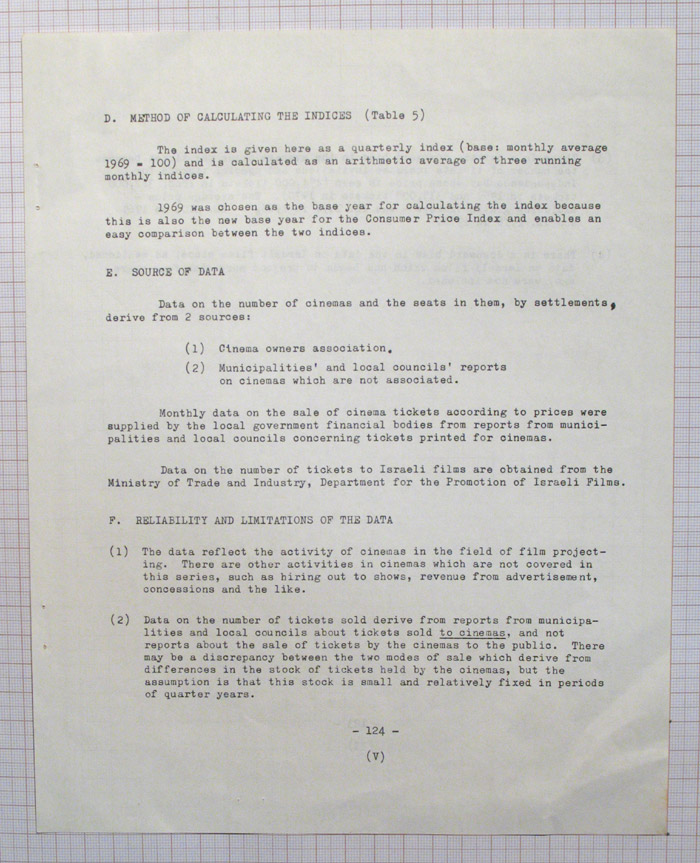 D. METHOD OF CALCULATING THE INDICES (Table 5)
The index is given here as a quarterly index (base: monthly average
1969 = 100) and is calculated as an arithmetic average of three running
monthly indices.
1969 was chosen as the base year for calculating the index because
this is also the new base year for the Consumer Price Index and enables an
easy comparison between the two indices.
E. SOURCE OF DATA
Data on the number of cinemas and the seats in them, by settlements,
derive from 2 sources:
(1) Cinema owners association.
(2) Municipalities' and local councils' reports
on cinemas which are not associated.
Monthly data on the sale of cinema tickets according to prices were
supplied by the local government financial bodies from reports from munici-
palities and local councils concerning tickets printed for cinemas.
Data on the number of tickets to Israeli films are obtained from the
Ministry of Trade and Industry, Department for the Promotion of Israeli Films.
F. RELIABILITY AND LIMITATIONS OF THE DATA
(1) The data reflect the activity of cinemas in the field of film project-
ing. There are other activities in cinemas which are not covered in
this series, such as hiring out to shows, revenue from advertisement,
concessions and the like.
(2) Data on the number of tickets sold derive from reports from municipa-
lities and local councils about tickets sold to cinemas, and not
reports about the sale of tickets by the cinemas to the public. There
may be a discrepancy between the two modes of sale which derive from
differences in the stock of tickets held by the cinemas, but the
assumption is that this stock is small and relatively fixed in periods
of quarter years.
- 124 -
(V)